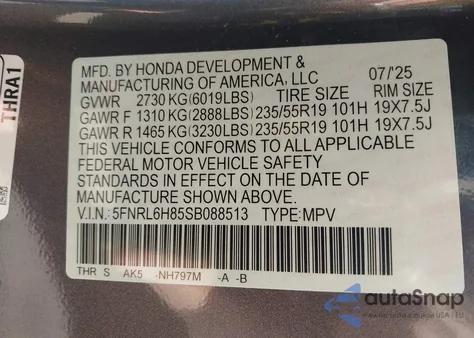 THRA1
MFD. BY HONDA DEVELOPMENT &
MANUFACTURING OF AMERICA, LLC 07/'25
GVWR 2730 KG(6019LBS) TIRE SIZE RIM SIZE
GAWR F 1310 KG(2888LBS) 235/55R19 101H 19X7.5J
GAWR R 1465 KG(3230LBS) 235/55R19 101H 19X7.5J
THIS VEHICLE CONFORMS TO ALL APPLICABLE
FEDERAL MOTOR VEHICLE SAFETY
STANDARDS IN EFFECT ON THE DATE OF
MANUFACTURE SHOWN ABOVE.
V.I.N.: 5FNRL6H85SB088513 TYPE:MPV
THR S AK5 -NH797M -A -B
autoSnap